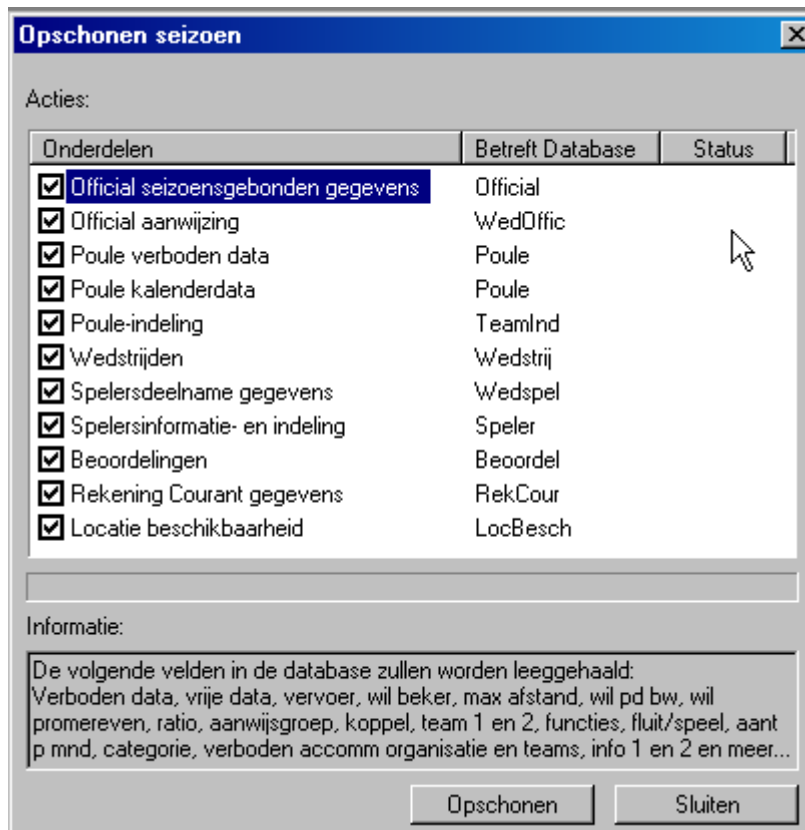 Opschonen seizoen
Acties:
Onderdelen Betreft Database Status
Official seizoensgebonden gegevens Official
Official aanwijzing WedOffic
Poule verboden data Poule
Poule kalenderdata Poule
Poule-indeling TeamInd
Wedstrijden Wedstrij
Spelersdeelname gegevens Wedspel
Spelersinformatie- en indeling Speler
Beoordelingen Beoordel
Rekening Courant gegevens RekCour
Locatie beschikbaarheid LocBesch
Informatie:
De volgende velden in de database zullen worden leeggehaald:
Verboden data, vrije data, vervoer, wil beker, max afstand, wil pd bw, wil
promereven, ratio, aanwijsgroep, koppel, team 1 en 2, functies, fluit/speel, aant
p mnd, categorie, verboden accomm organisatie en teams, info 1 en 2 en meer...
Opschonen Sluiten